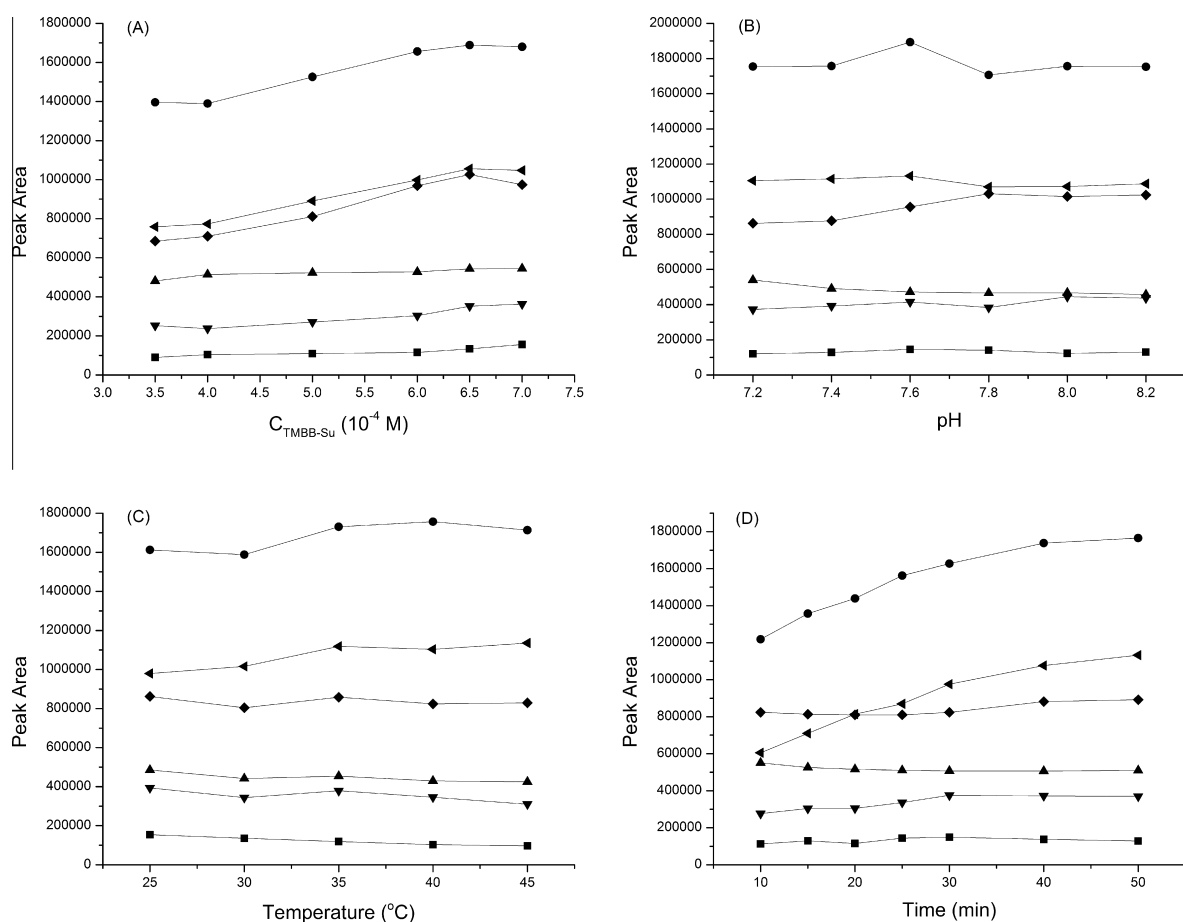 (A)
1800000
1600000
1400000
1200000
1000000
800000
600000
400000
200000
0
Peak Area
3.0 3.5 4.0 4.5 5.0 5.5 6.0 6.5 7.0 7.5
C_TMBB-Su (10^-4 M)
(B)
2000000
1800000
1600000
1400000
1200000
1000000
800000
600000
400000
200000
0
Peak Area
7.2 7.4 7.6 7.8 8.0 8.2
pH
(C)
1800000
1600000
1400000
1200000
1000000
800000
600000
400000
200000
0
Peak Area
25 30 35 40 45
Temperature (°C)
(D)
1800000
1600000
1400000
1200000
1000000
800000
600000
400000
200000
0
Peak Area
10 20 30 40 50
Time (min)